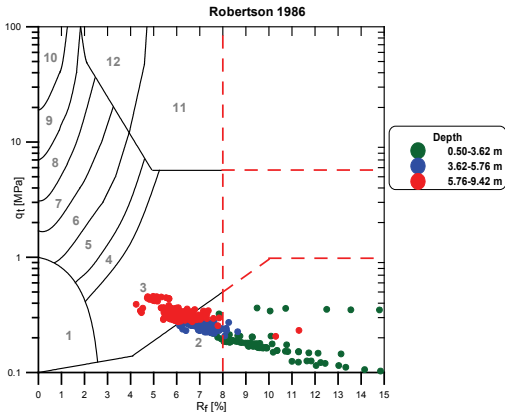 Robertson 1986
100
10
1
0.1
qt [MPa]
10
12
9
11
8
7
6
5
4
3
2
1
0 1 2 3 4 5 6 7 8 9 10 11 12 13 14 15
Rf [%]
Depth
0.50-3.62 m
3.62-5.76 m
5.76-9.42 m